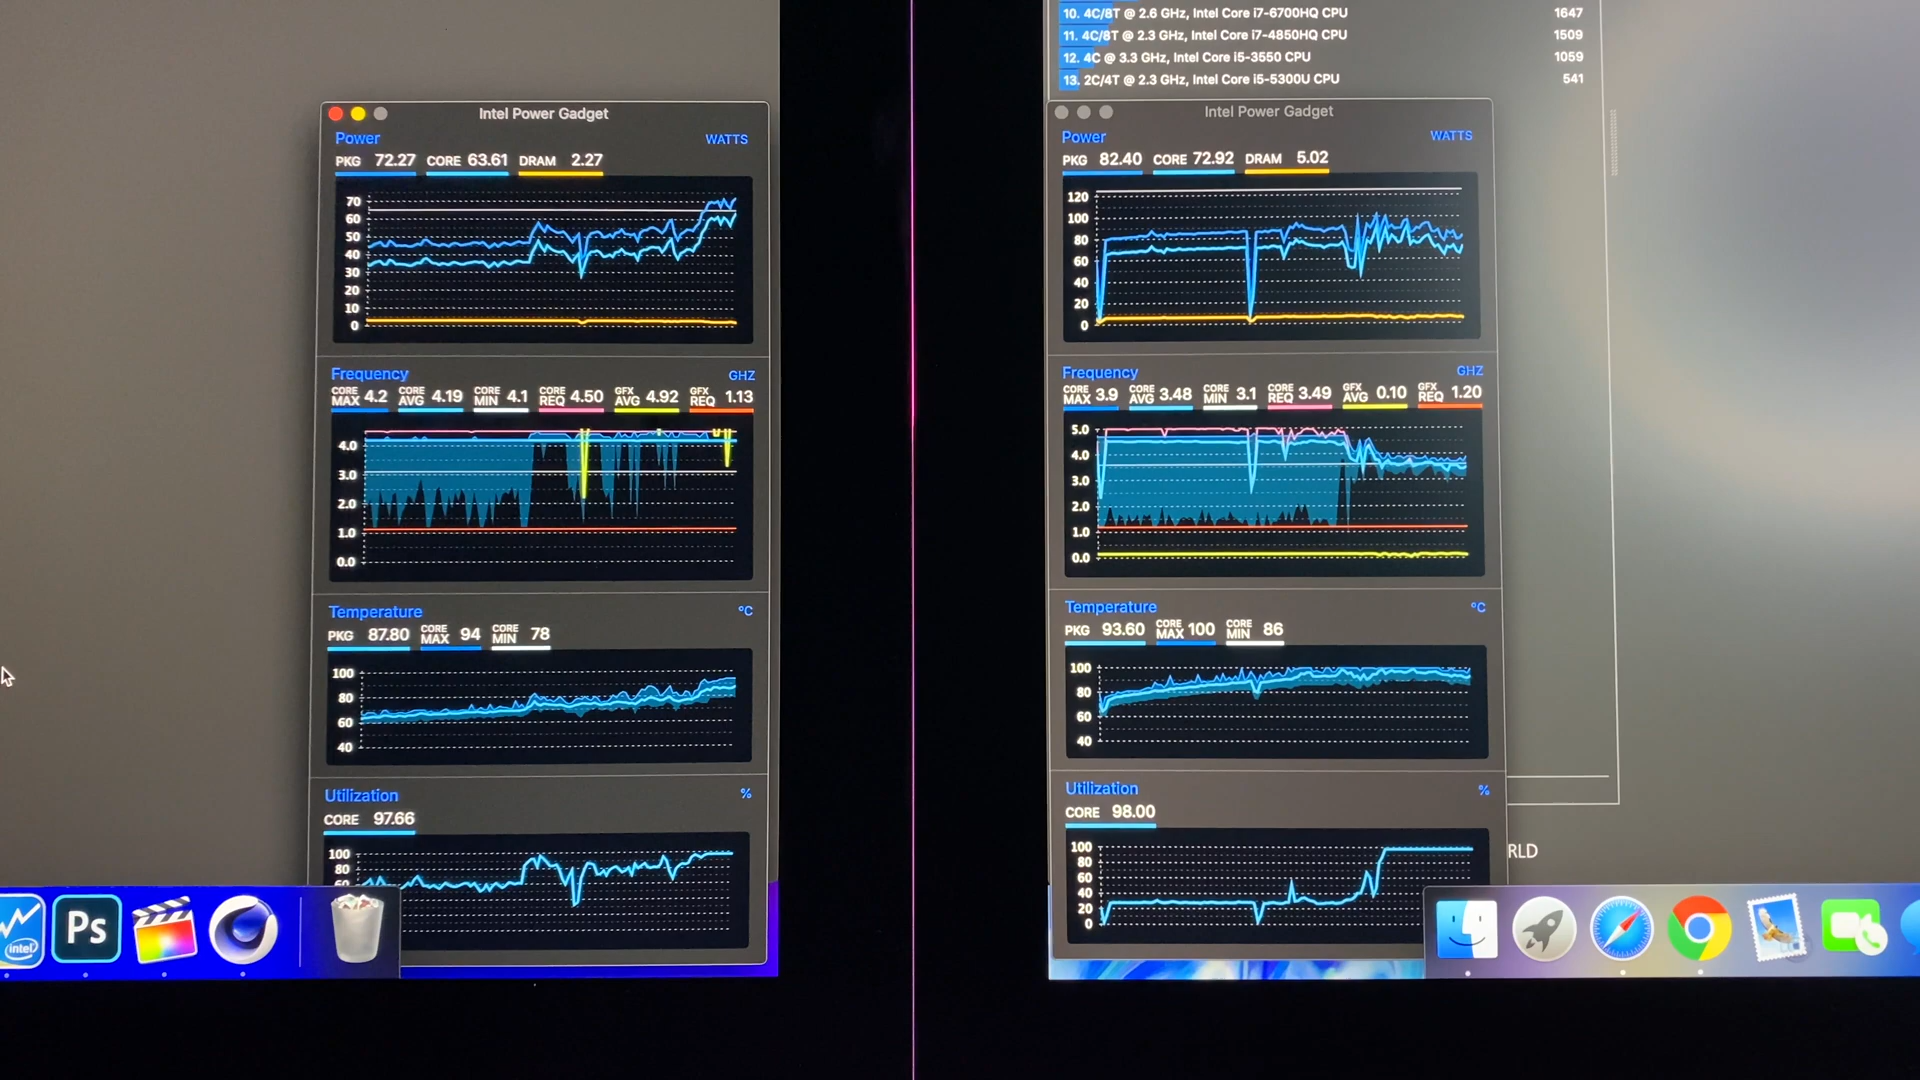 10. 4C/8T @ 2.6 GHz, Intel Core i7-6700HQ CPU 1647
11. 4C/8T @ 2.3 GHz, Intel Core i7-4850HQ CPU 1509
12. 4C @ 3.3 GHz, Intel Core i5-3550 CPU 1059
13. 2C/4T @ 2.3 GHz, Intel Core i5-5300U CPU 541
Intel Power Gadget
Power WATTS
PKG 72.27 CORE 63.61 DRAM 2.27
70
60
50
40
30
20
10
0
Frequency GHZ
CORE MAX 4.2 CORE AVG 4.19 CORE MIN 4.1 CORE REQ 4.50 GFX AVG 4.92 GFX REQ 1.13
4.0
3.0
2.0
1.0
0.0
Temperature °C
PKG 87.80 CORE MAX 94 CORE MIN 78
100
80
60
40
Utilization %
CORE 97.66
100
80
60
intel
Ps
Intel Power Gadget
Power WATTS
PKG 82.40 CORE 72.92 DRAM 5.02
120
100
80
60
40
20
0
Frequency GHZ
CORE MAX 3.9 CORE AVG 3.48 CORE MIN 3.1 CORE REQ 3.49 GFX AVG 0.10 GFX REQ 1.20
5.0
4.0
3.0
2.0
1.0
0.0
Temperature °C
PKG 93.60 CORE MAX 100 CORE MIN 86
100
80
60
40
Utilization %
CORE 98.00
100
80
60
40
20
0
RLD